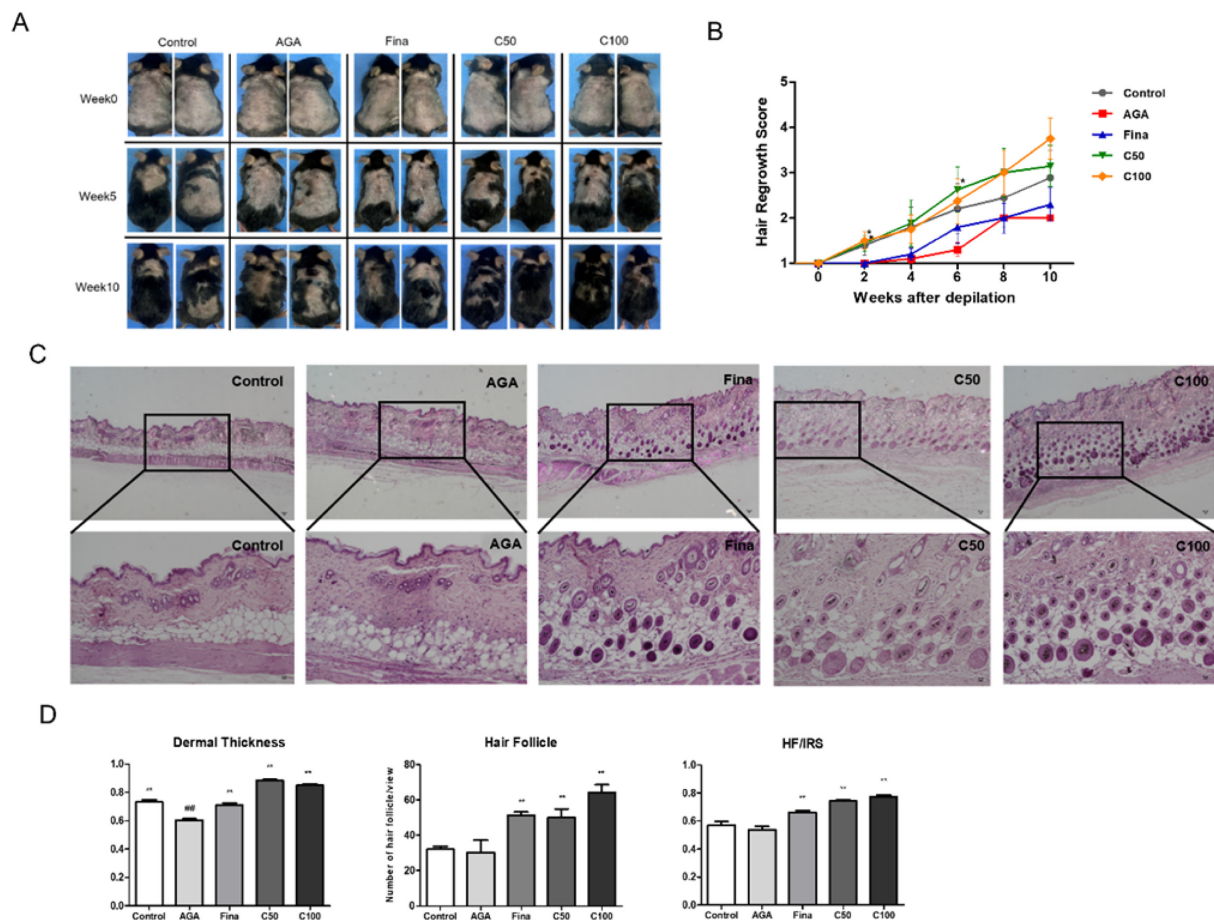 A
Control AGA Fina C50 C100
Week0
Week5
Week10
B
Hair Regrowth Score
5
4
3
2
1
0 2 4 6 8 10
Weeks after depilation
Control
AGA
Fina
C50
C100
*
*
*
C
Control AGA Fina C50 C100
Control AGA Fina C50 C100
D
Dermal Thickness
1.0
0.8
0.6
0.4
0.2
0.0
** ## ** ** **
Control AGA Fina C50 C100
Hair Follicle
Number of hair follicle/view
80
60
40
20
0
** ** **
Control AGA Fina C50 C100
HF/IRS
1.0
0.8
0.6
0.4
0.2
0.0
** ** **
Control AGA Fina C50 C100